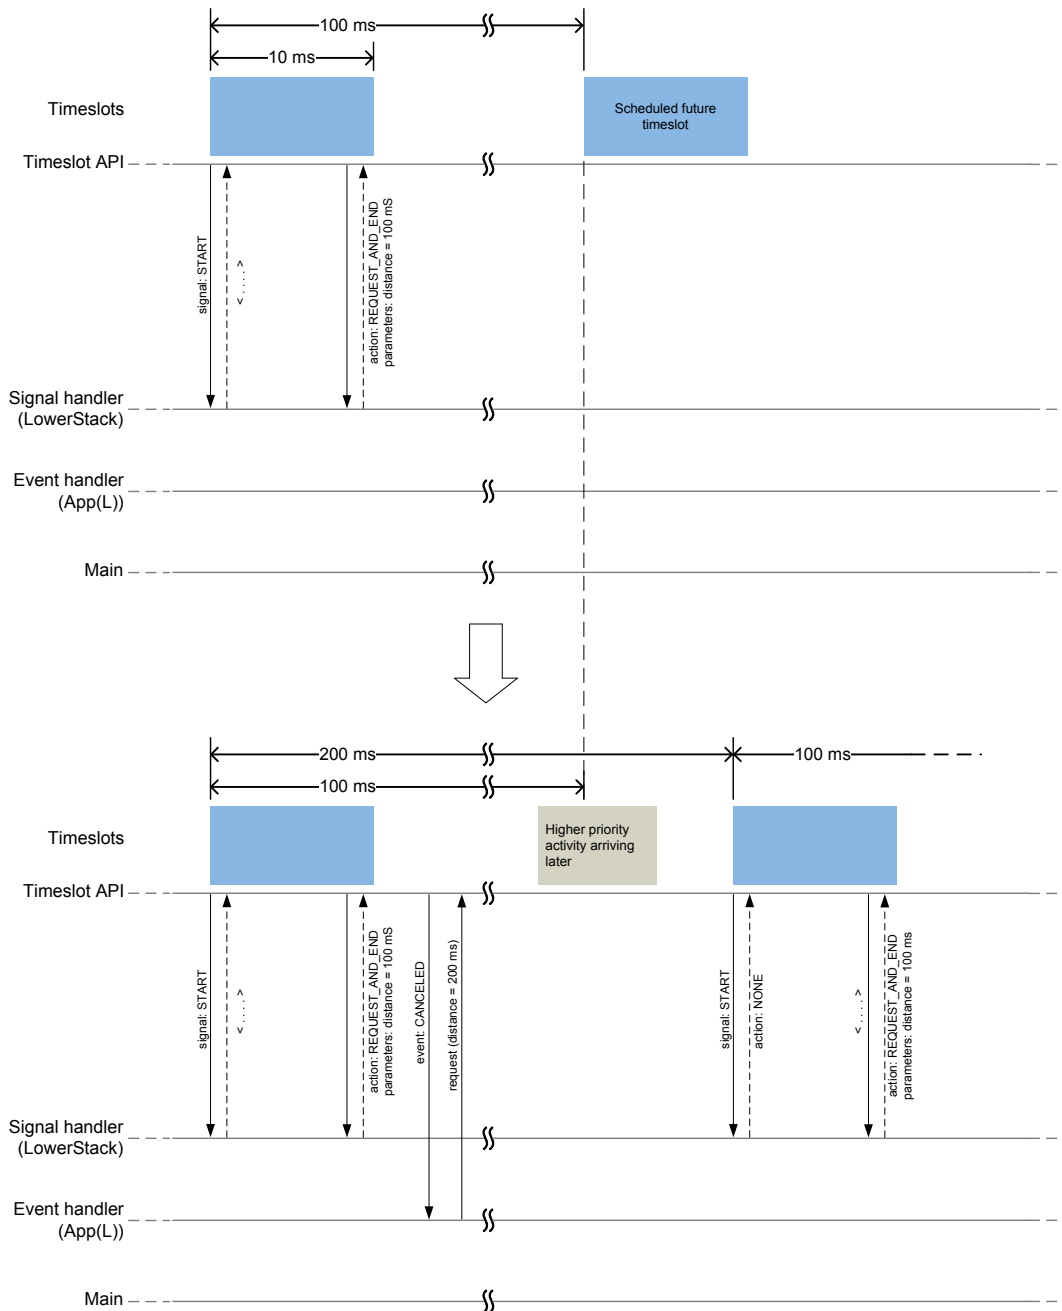 100 ms
10 ms
Timeslots
Scheduled future
timeslot
Timeslot API
signal: START
< . . . . >
action: REQUEST_AND_END
parameters: distance = 100 mS
Signal handler
(LowerStack)
Event handler
(App(L))
Main
200 ms
100 ms
100 ms
Timeslots
Higher priority
activity arriving
later
Timeslot API
signal: START
< . . . . >
action: REQUEST_AND_END
parameters: distance = 100 mS
event: CANCELED
request (distance = 200 ms)
signal: START
action: NONE
< . . . . >
action: REQUEST_AND_END
parameters: distance = 100 ms
Signal handler
(LowerStack)
Event handler
(App(L))
Main